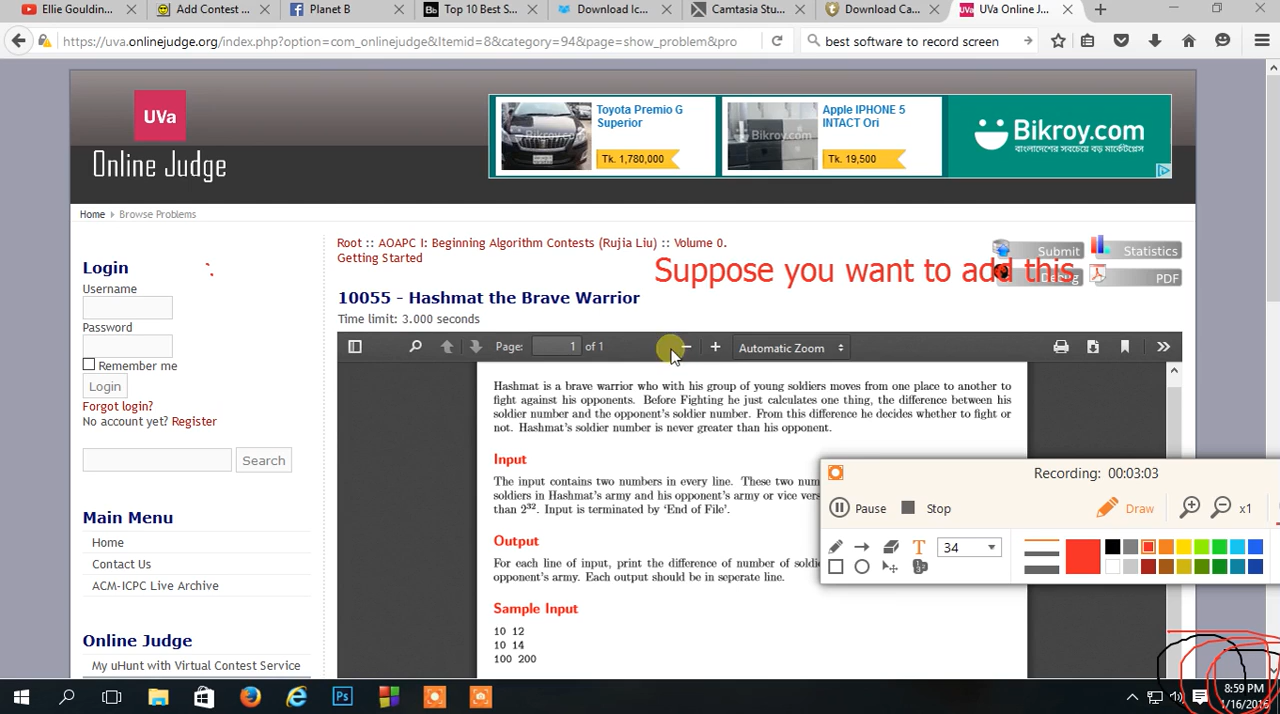 Ellie Gouldin...
Add Contest ...
Planet B
Bb Top 10 Best S...
Download Ic...
Camtasia Stu...
Download Ca...
UVa Online J...
https://uva.onlinejudge.org/index.php?option=com_onlinejudge&Itemid=8&category=94&page=show_problem&pro
best software to record screen
UVa
Online Judge
Toyota Premio G
Superior
Tk. 1,780,000
Apple IPHONE 5
INTACT Ori
Tk. 19,500
Bikroy.com
বাংলাদেশের সবচেয়ে বড় মার্কেটপ্লেস
Home Browse Problems
Login
Username
Password
Remember me
Login
Forgot login?
No account yet? Register
Search
Main Menu
Home
Contact Us
ACM-ICPC Live Archive
Online Judge
My uHunt with Virtual Contest Service
Root :: AOAPC I: Beginning Algorithm Contests (Rujia Liu) :: Volume 0.
Getting Started
Submit
Statistics
Debug
PDF
Suppose you want to add this
10055 - Hashmat the Brave Warrior
Time limit: 3.000 seconds
Page: 1 of 1
Automatic Zoom
Hashmat is a brave warrior who with his group of young soldiers moves from one place to another to
fight against his opponents. Before Fighting he just calculates one thing, the difference between his
soldier number and the opponent's soldier number. From this difference he decides whether to fight or
not. Hashmat's soldier number is never greater than his opponent.
Input
The input contains two numbers in every line. These two num
soldiers in Hashmat's army and his opponent's army or vice vers
than 2³². Input is terminated by 'End of File'.
Output
For each line of input, print the difference of number of soldi
opponent's army. Each output should be in seperate line.
Sample Input
10 12
10 14
100 200
Recording: 00:03:03
Pause
Stop
Draw
x1
T
34
Ps
8:59 PM
1/16/2016